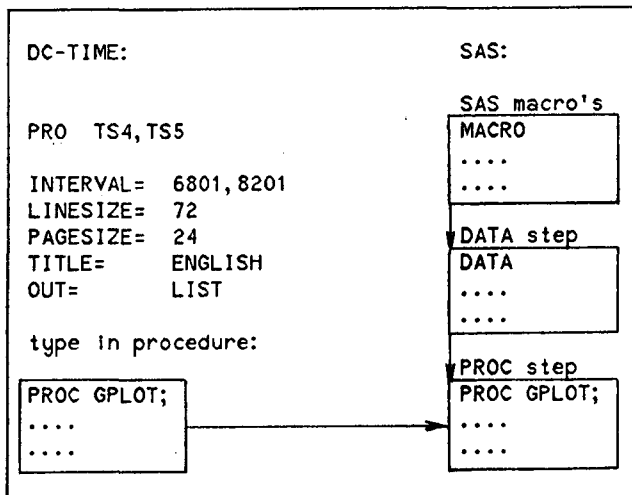 DC-TIME:
PRO TS4,TS5
INTERVAL= 6801,8201
LINESIZE= 72
PAGESIZE= 24
TITLE= ENGLISH
OUT= LIST
type in procedure:
PROC GPLOT;
....
....
SAS:
SAS macro's
MACRO
....
....
DATA step
DATA
....
....
PROC step
PROC GPLOT;
....
....